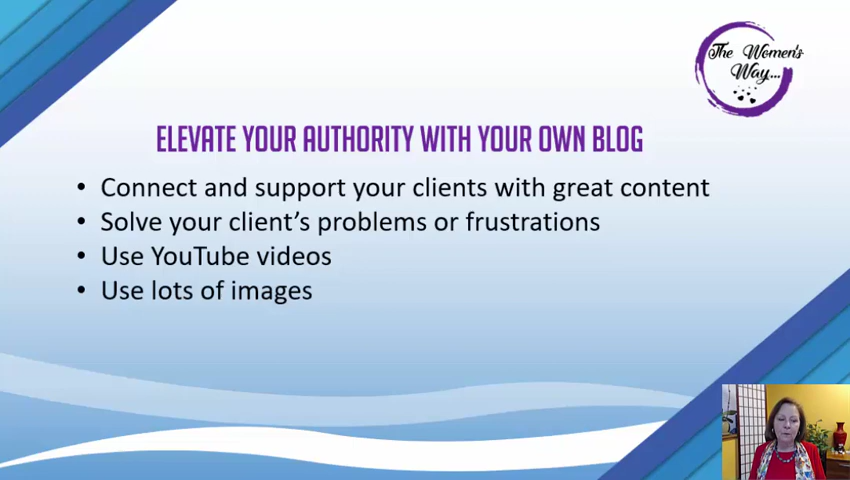 The Women's
Way...
ELEVATE YOUR AUTHORITY WITH YOUR OWN BLOG
• Connect and support your clients with great content
• Solve your client's problems or frustrations
• Use YouTube videos
• Use lots of images